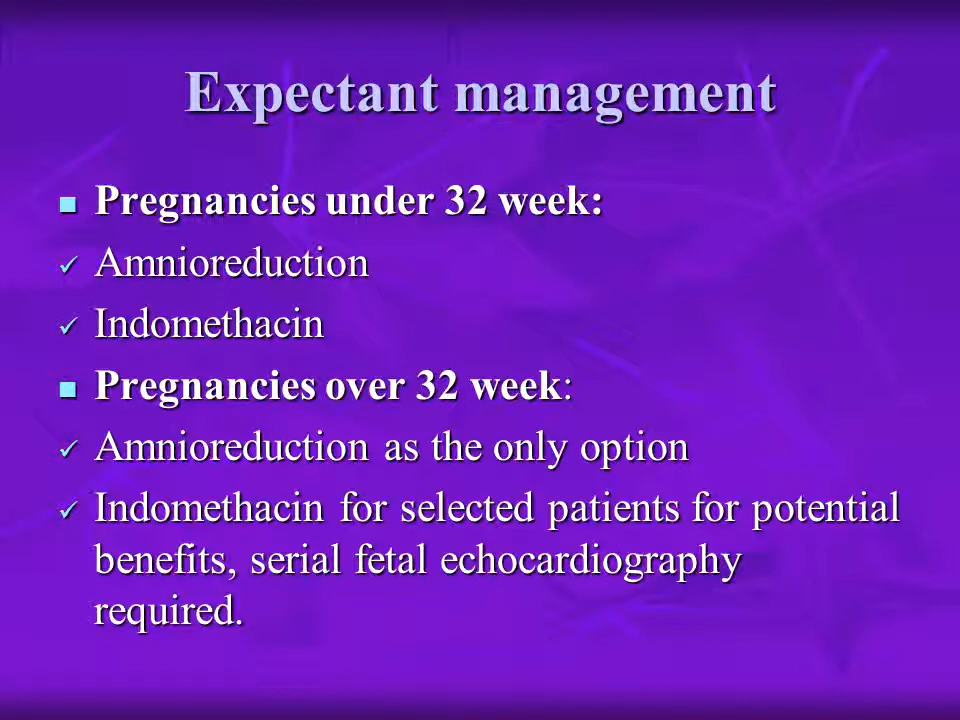 Expectant management
Pregnancies under 32 week:
Amnioreduction
Indomethacin
Pregnancies over 32 week:
Amnioreduction as the only option
Indomethacin for selected patients for potential
benefits, serial fetal echocardiography
required.